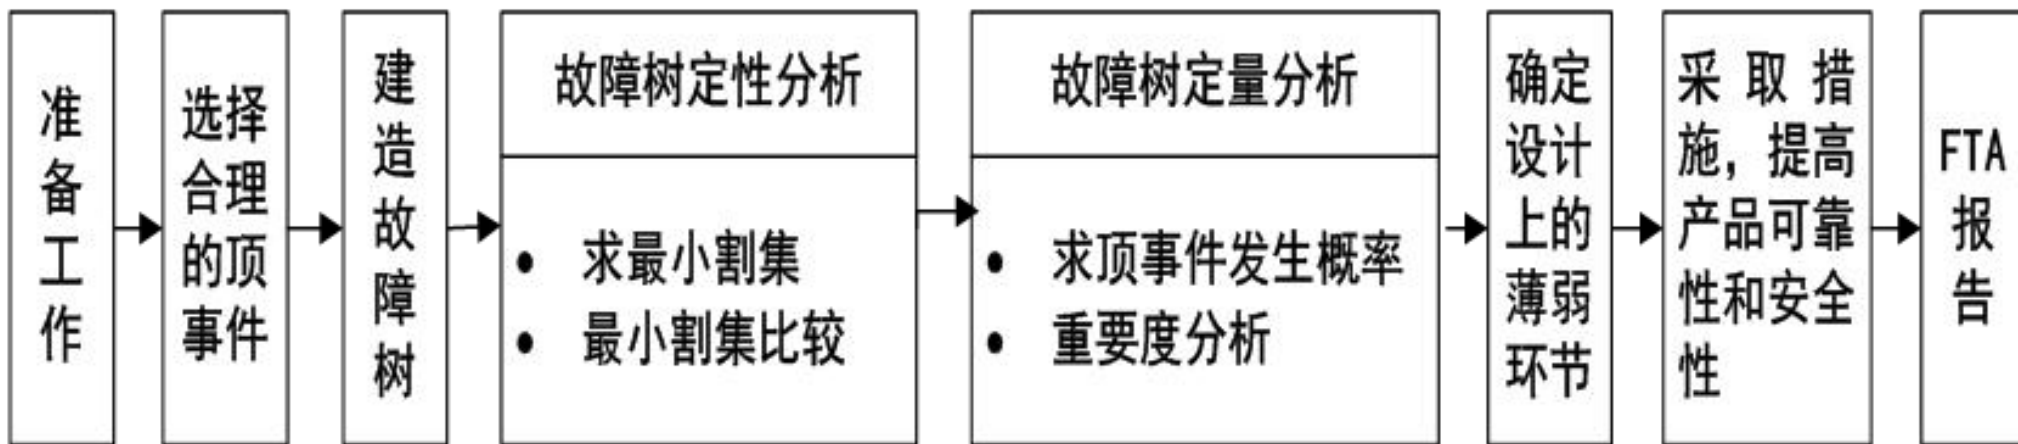 准备工作
选择
合理
的顶
事件
建造故障树
故障树定性分析
• 求最小割集
• 最小割集比较
故障树定量分析
• 求顶事件发生概率
• 重要度分析
确定
设计
上的
薄弱
环节
采取措
施，提高
产品可靠
性和安全
性
FTA
报
告